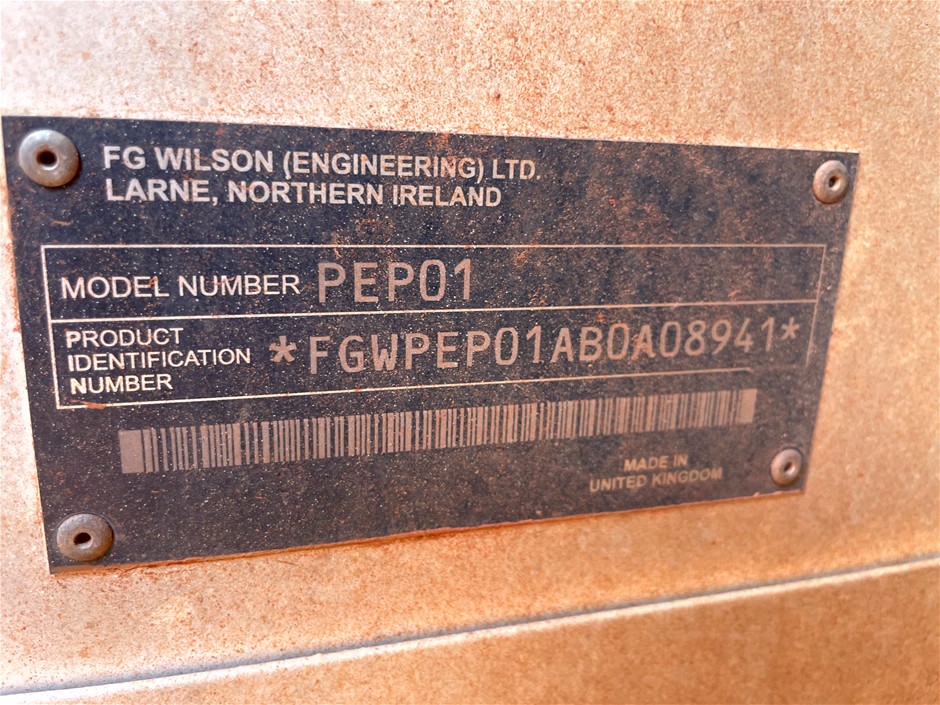 FG WILSON (ENGINEERING) LTD.
LARNE, NORTHERN IRELAND
MODEL NUMBER PEP01
PRODUCT IDENTIFICATION NUMBER *FGWPEP01AB0A08941*
MADE IN
UNITED KINGDOM